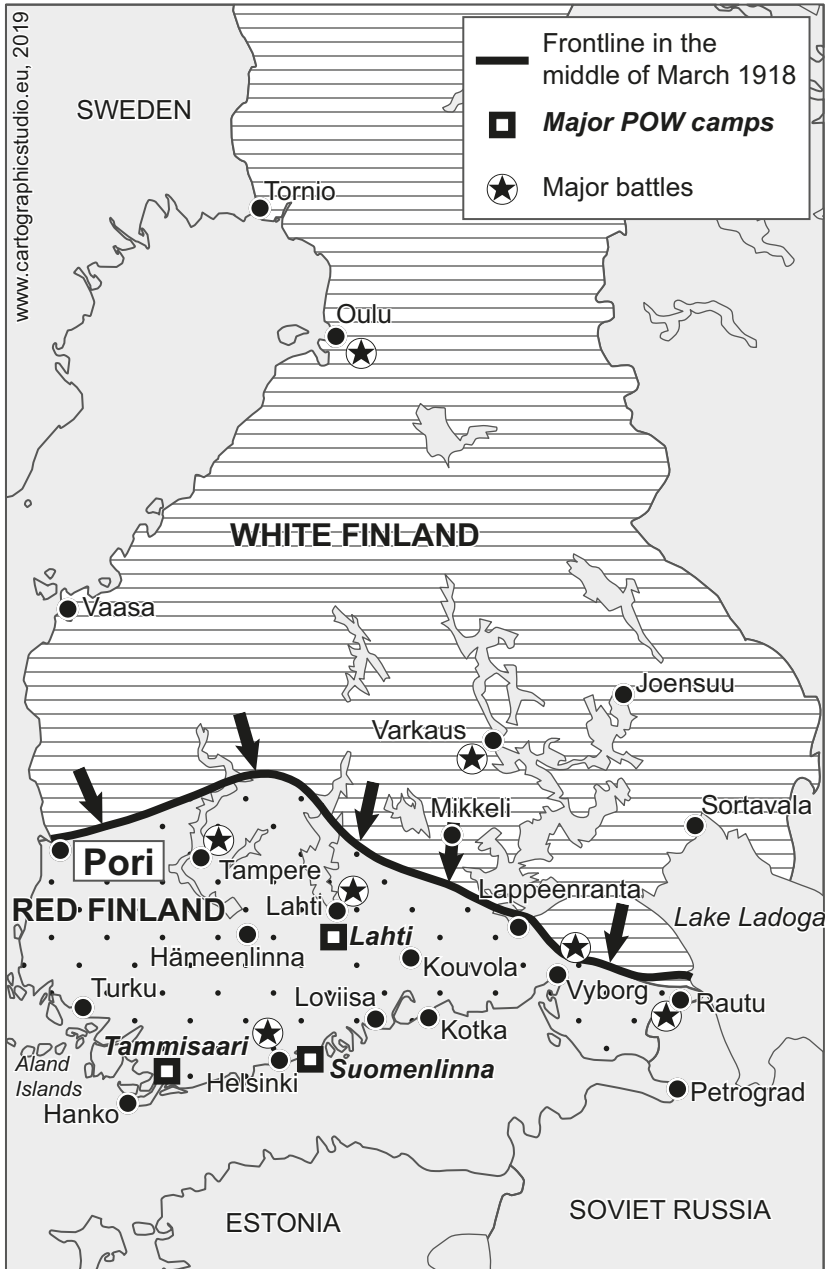 www.cartographicstudio.eu, 2019
Frontline in the
middle of March 1918
Major POW camps
Major battles
SWEDEN
Tornio
Oulu
WHITE FINLAND
Vaasa
Joensuu
Varkaus
Mikkeli
Sortavala
Pori
Tampere
Lappeenranta
RED FINLAND
Lahti
Lake Ladoga
Lahti
Hämeenlinna
Kouvola
Turku
Loviisa
Vyborg
Rautu
Kotka
Tammisaari
Åland
Islands
Helsinki
Suomenlinna
Hanko
Petrograd
ESTONIA
SOVIET RUSSIA